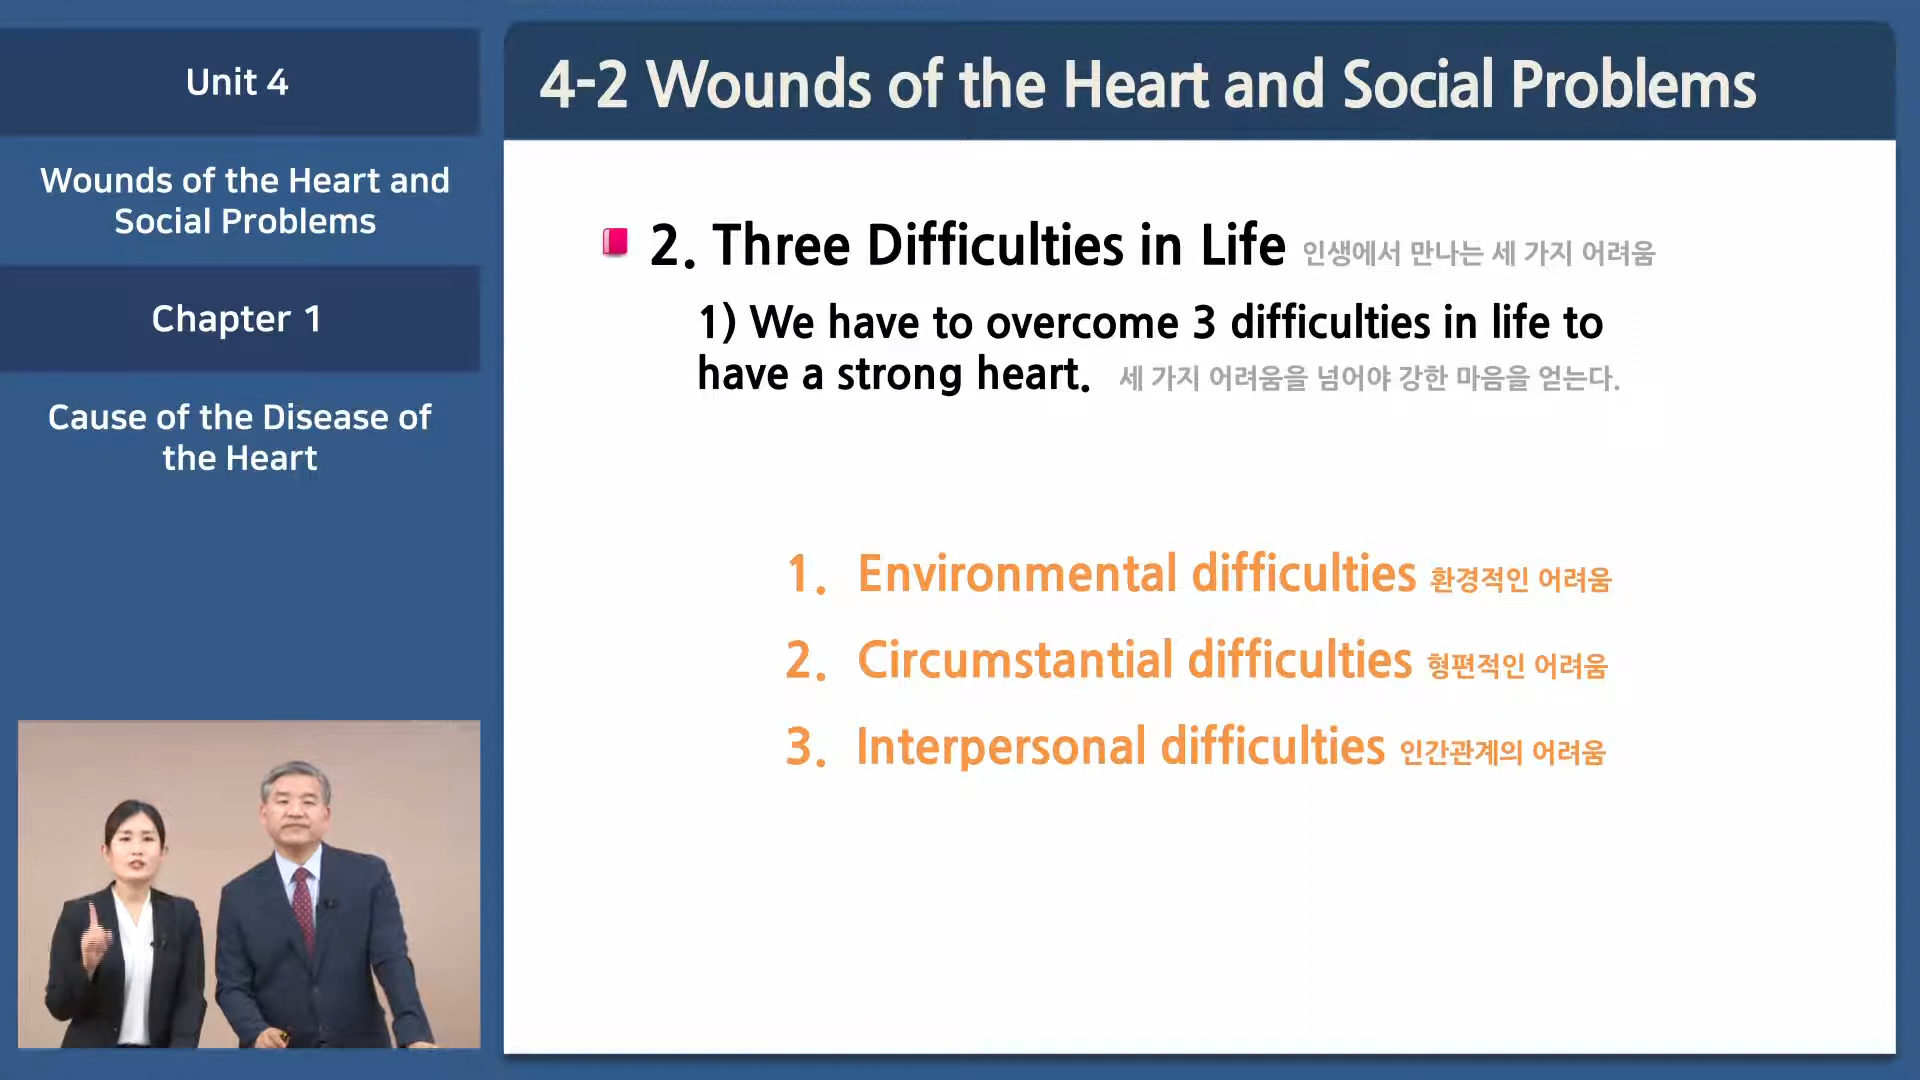 Unit 4
Wounds of the Heart and
Social Problems
Chapter 1
Cause of the Disease of
the Heart
4-2 Wounds of the Heart and Social Problems
2. Three Difficulties in Life 인생에서 만나는 세 가지 어려움
1) We have to overcome 3 difficulties in life to
have a strong heart. 세 가지 어려움을 넘어야 강한 마음을 얻는다.
1. Environmental difficulties 환경적인 어려움
2. Circumstantial difficulties 형편적인 어려움
3. Interpersonal difficulties 인간관계의 어려움